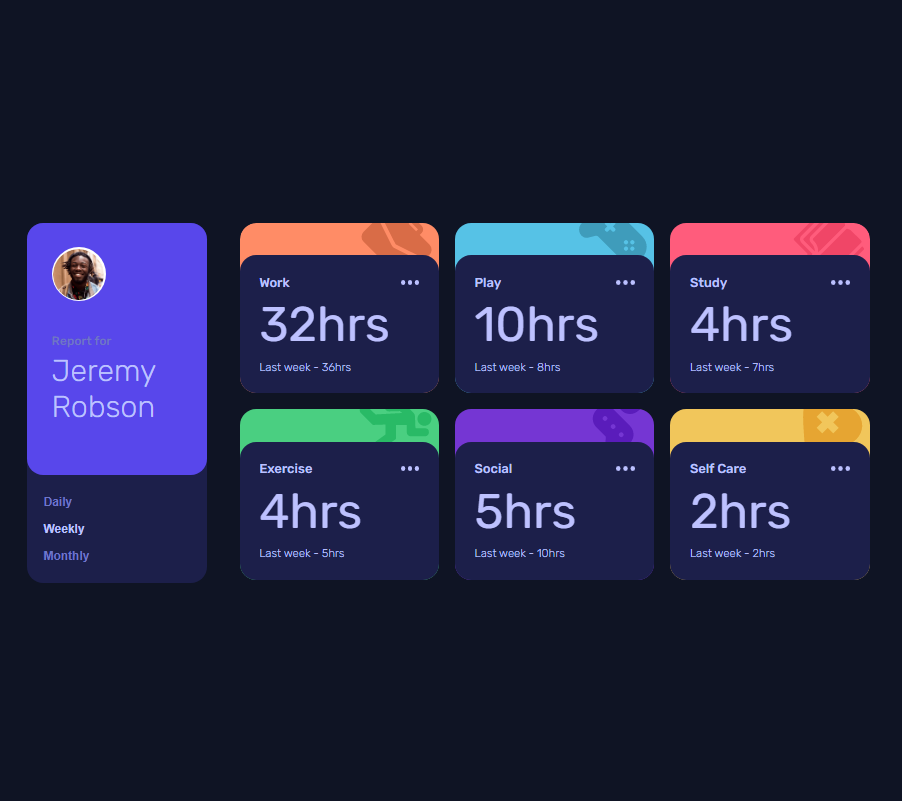 Report for
Jeremy
Robson
Daily
Weekly
Monthly
Work
32hrs
Last week - 36hrs
Play
10hrs
Last week - 8hrs
Study
4hrs
Last week - 7hrs
Exercise
4hrs
Last week - 5hrs
Social
5hrs
Last week - 10hrs
Self Care
2hrs
Last week - 2hrs